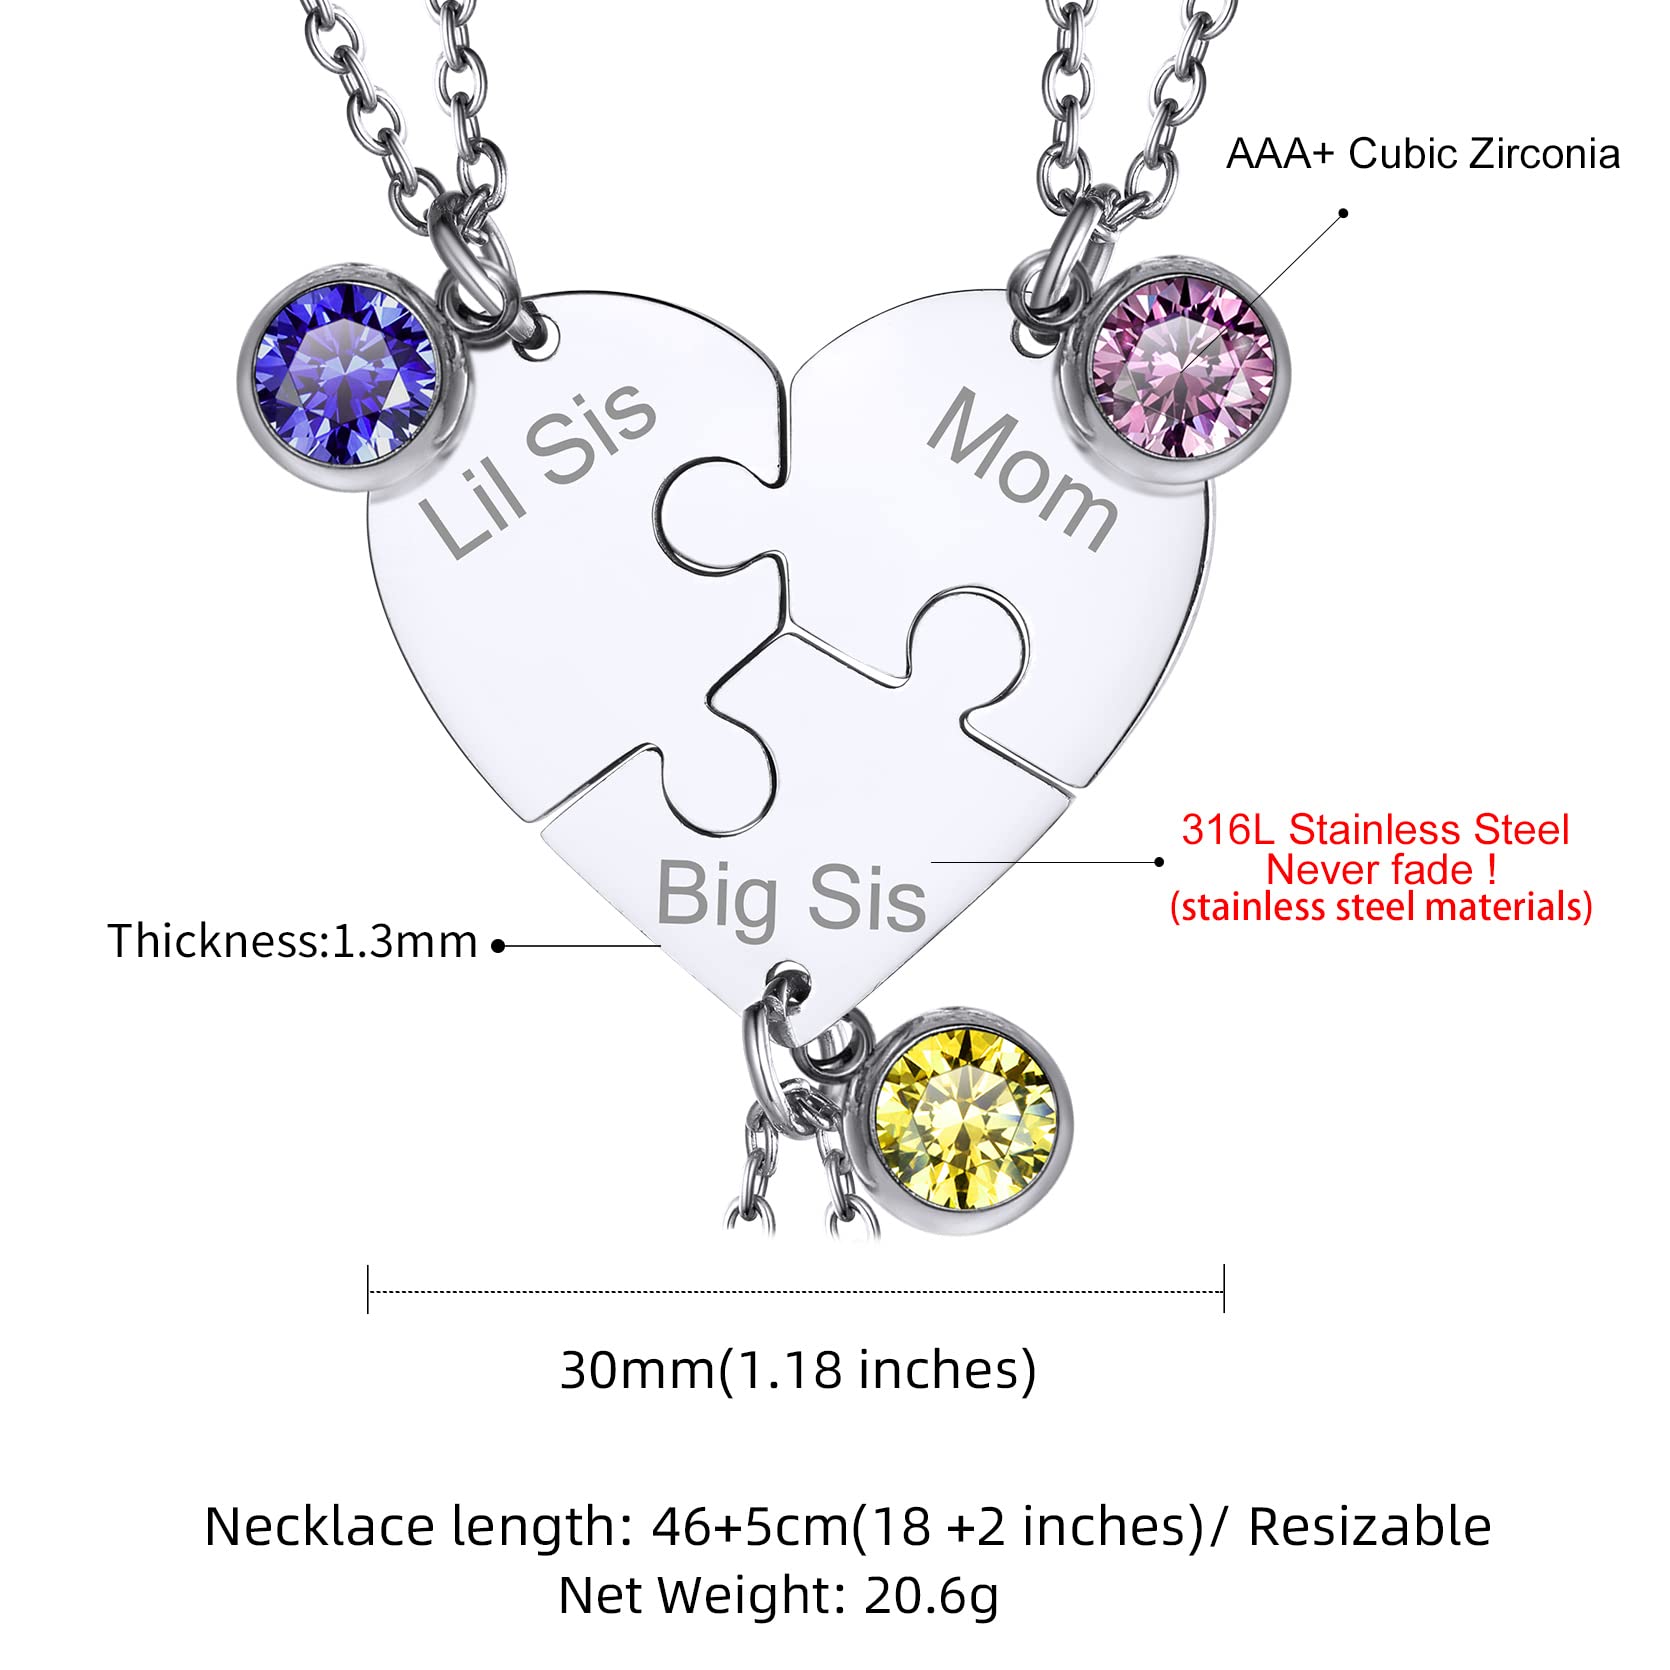 AAA+ Cubic Zirconia
Lil Sis
Mom
316L Stainless Steel
Never fade !
(stainless steel materials)
Big Sis
Thickness:1.3mm
30mm(1.18 inches)
Necklace length: 46+5cm(18 +2 inches)/ Resizable
Net Weight: 20.6g